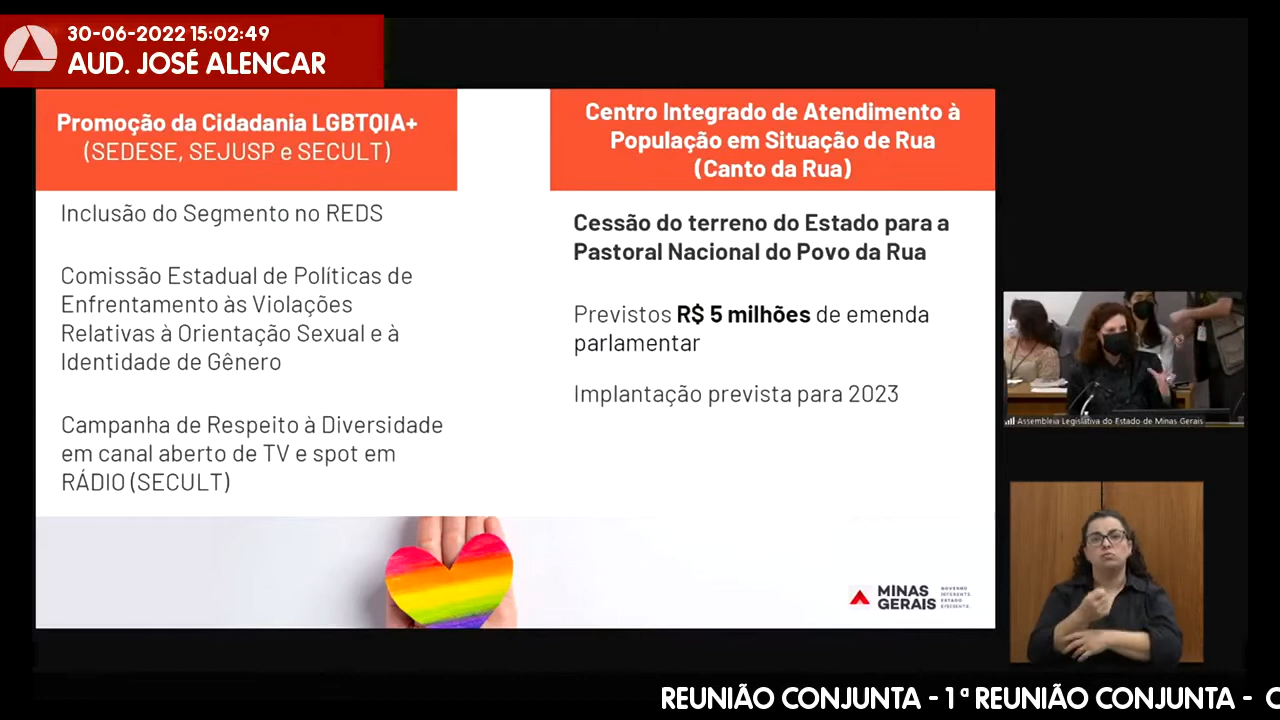 30-06-2022 15:02:49
AUD. JOSÉ ALENCAR
Promoção da Cidadania LGBTQIA+
(SEDESE, SEJUSP e SECULT)
Inclusão do Segmento no REDS
Comissão Estadual de Políticas de
Enfrentamento às Violações
Relativas à Orientação Sexual e à
Identidade de Gênero
Campanha de Respeito à Diversidade
em canal aberto de TV e spot em
RÁDIO (SECULT)
Centro Integrado de Atendimento à
População em Situação de Rua
(Canto da Rua)
Cessão do terreno do Estado para a
Pastoral Nacional do Povo da Rua
Previstos R$ 5 milhões de emenda
parlamentar
Implantação prevista para 2023
MINAS
GERAIS
GOVERNO
DIFERENTE
ESTADO
EFICIENTE
Assembleia Legislativa do Estado de Minas Gerais
REUNIÃO CONJUNTA - 1ª REUNIÃO CONJUNTA - C